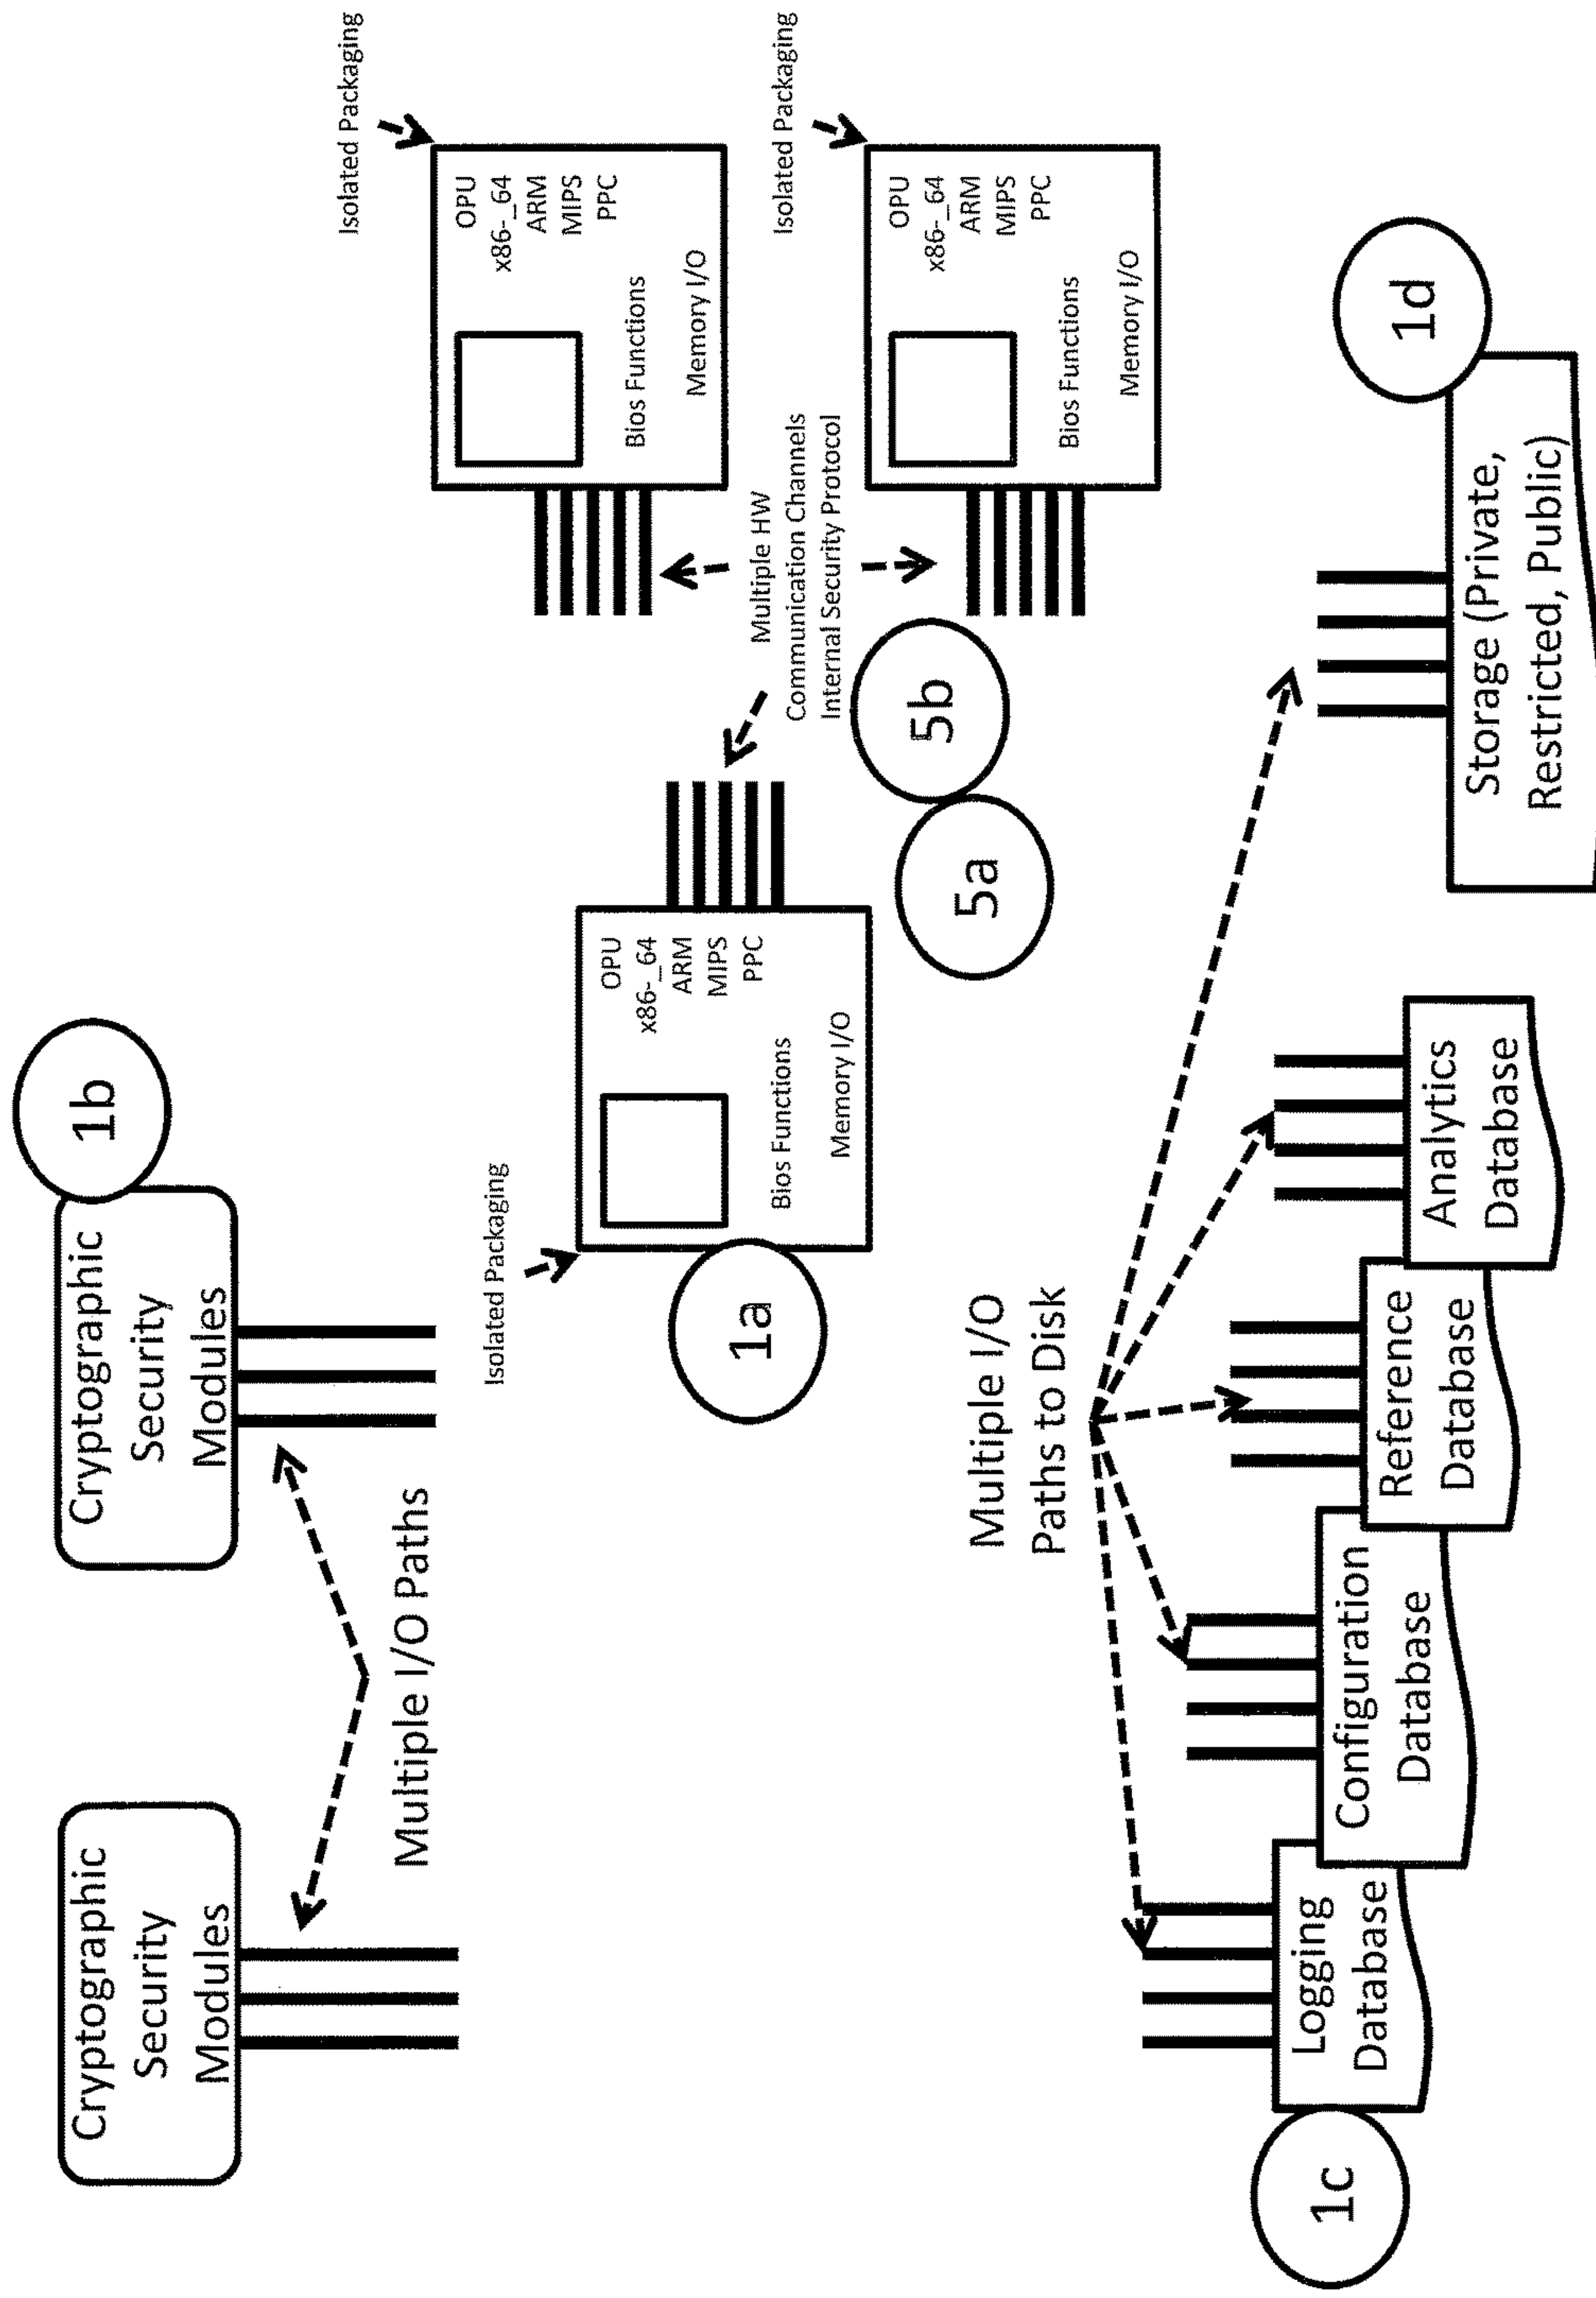 Cryptographic
Security
Modules
Cryptographic
Security
Modules
1b
Multiple I/O Paths
Isolated Packaging
OPU
x86-_64
ARM
MIPS
PPC
Bios Functions
Memory I/O
Isolated Packaging
1a
OPU
x86-_64
ARM
MIPS
PPC
Bios Functions
Memory I/O
Multiple HW
Communication Channels
Internal Security Protocol
Isolated Packaging
OPU
x86-_64
ARM
MIPS
PPC
Bios Functions
Memory I/O
5a
5b
Multiple I/O
Paths to Disk
1c
Logging
Database
Configuration
Database
Reference
Database
Analytics
Database
1d
Storage (Private,
Restricted, Public)